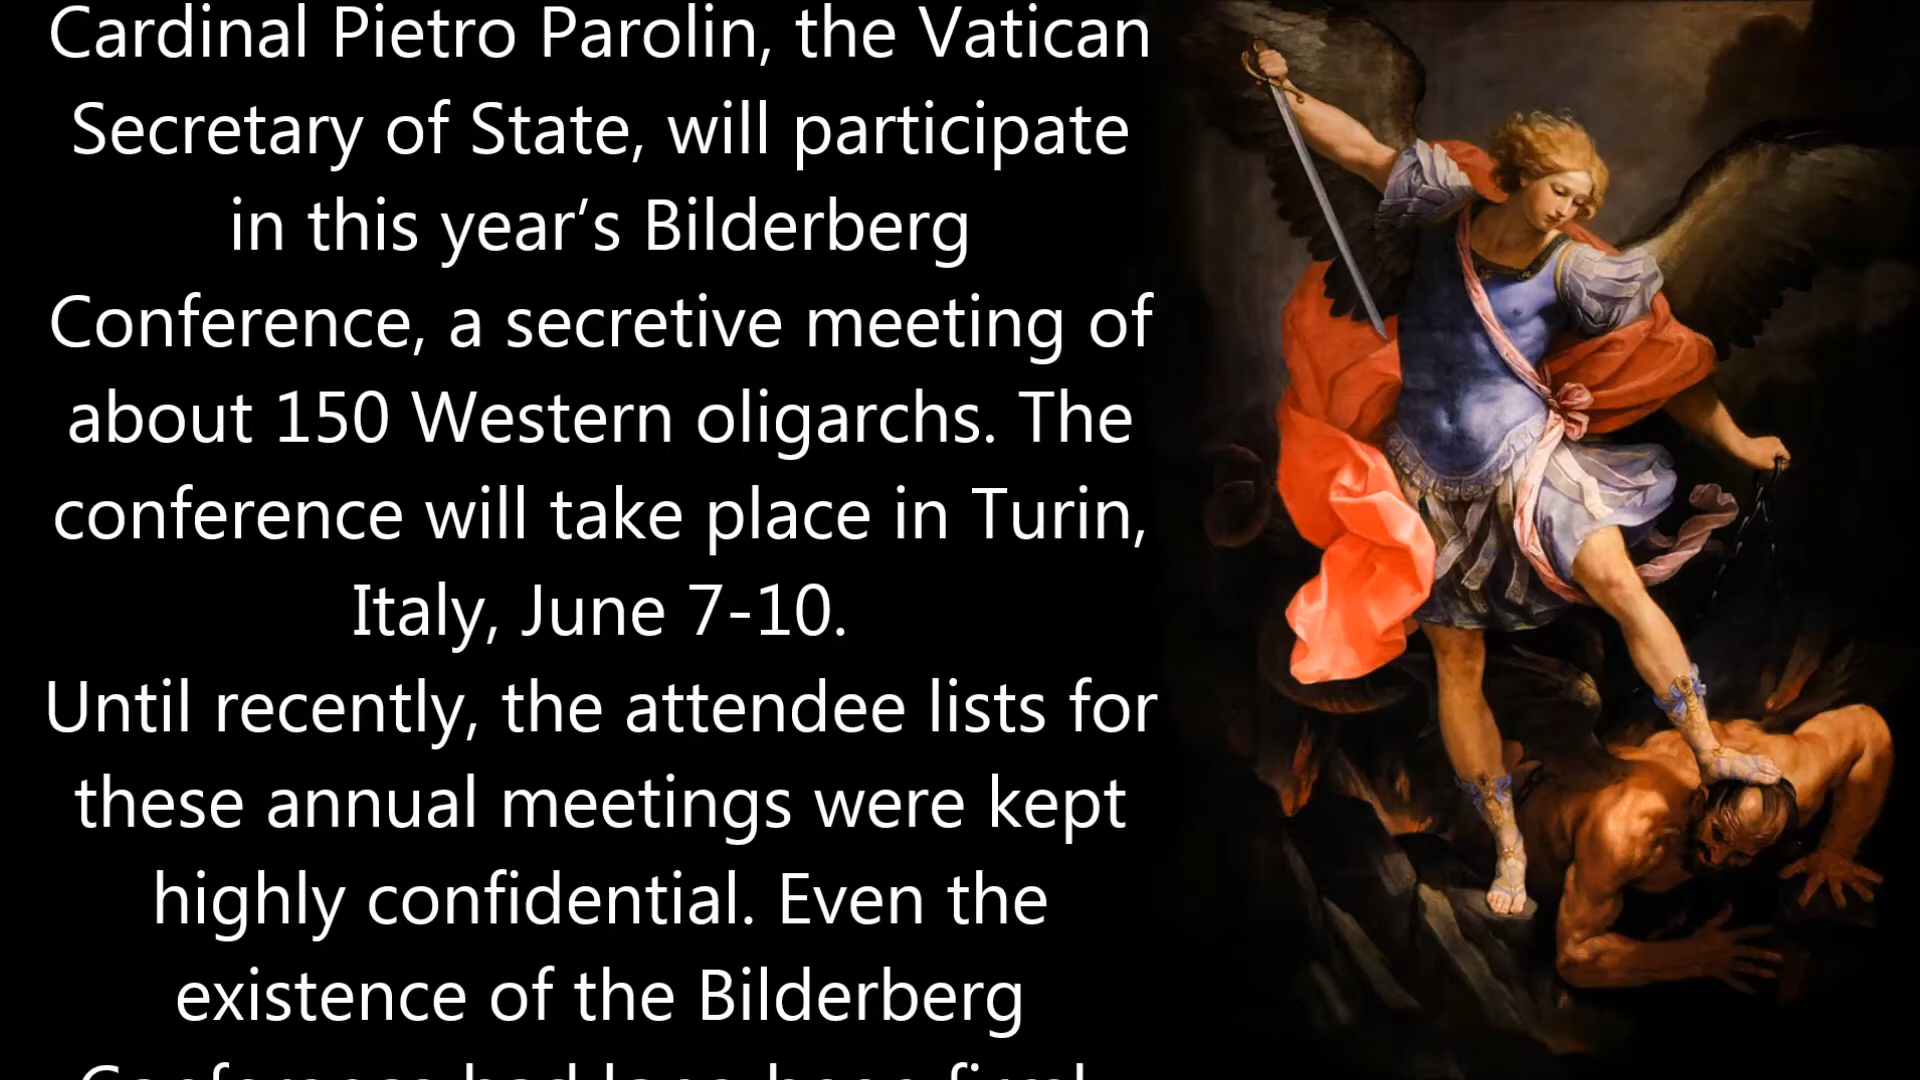 Cardinal Pietro Parolin, the Vatican
Secretary of State, will participate
in this year’s Bilderberg
Conference, a secretive meeting of
about 150 Western oligarchs. The
conference will take place in Turin,
Italy, June 7-10.
Until recently, the attendee lists for
these annual meetings were kept
highly confidential. Even the
existence of the Bilderberg